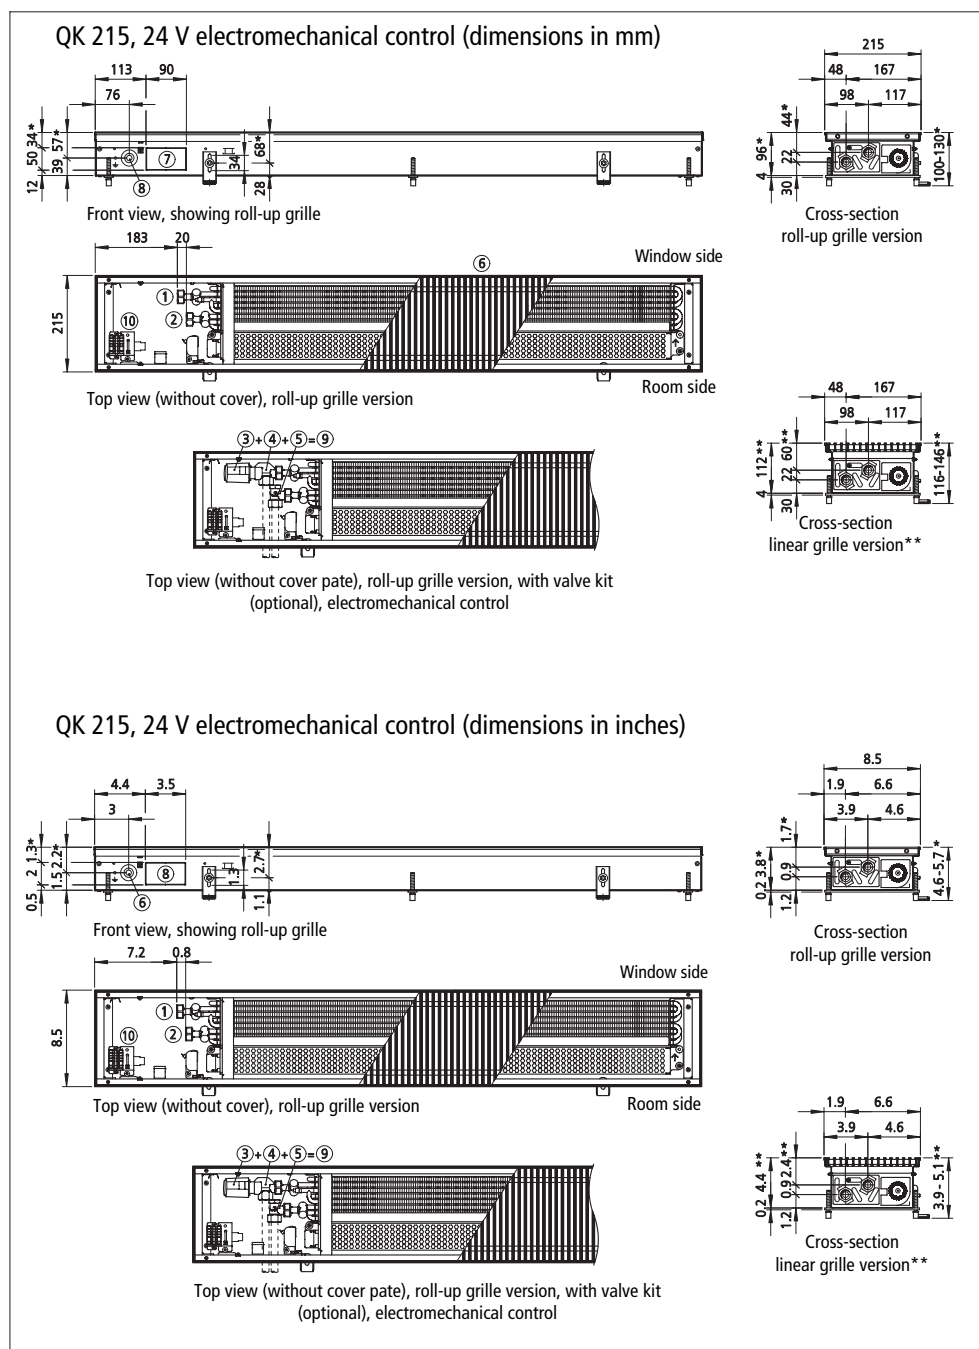 QK 215, 24 V electromechanical control (dimensions in mm)
113 90
76
34* 57*
50 39
12
⑦
⑧
34
68*
28
Front view, showing roll-up grille
215
48 167
98 117
44*
96* 22
4 30
100-130*
Cross-section
roll-up grille version
183 20
⑥
Window side
①
②
⑩
215
Top view (without cover), roll-up grille version
Room side
③+④+⑤=⑨
48 167
98 117
60**
112** 22
4 30
116-146**
Cross-section
linear grille version**
Top view (without cover pate), roll-up grille version, with valve kit
(optional), electromechanical control
QK 215, 24 V electromechanical control (dimensions in inches)
4.4 3.5
3
1.3* 2.2*
2 1.5
0.5
⑧
⑥
1.3
2.7*
1.1
Front view, showing roll-up grille
8.5
1.9 6.6
3.9 4.6
1.7*
3.8* 0.9
0.2 1.2
4.6-5.7*
Cross-section
roll-up grille version
7.2 0.8
Window side
①
②
⑩
8.5
Top view (without cover), roll-up grille version
Room side
③+④+⑤=⑨
1.9 6.6
3.9 4.6
2.4**
4.4** 0.9
0.2 1.2
3.9 - 5.1**
Cross-section
linear grille version**
Top view (without cover pate), roll-up grille version, with valve kit
(optional), electromechanical control